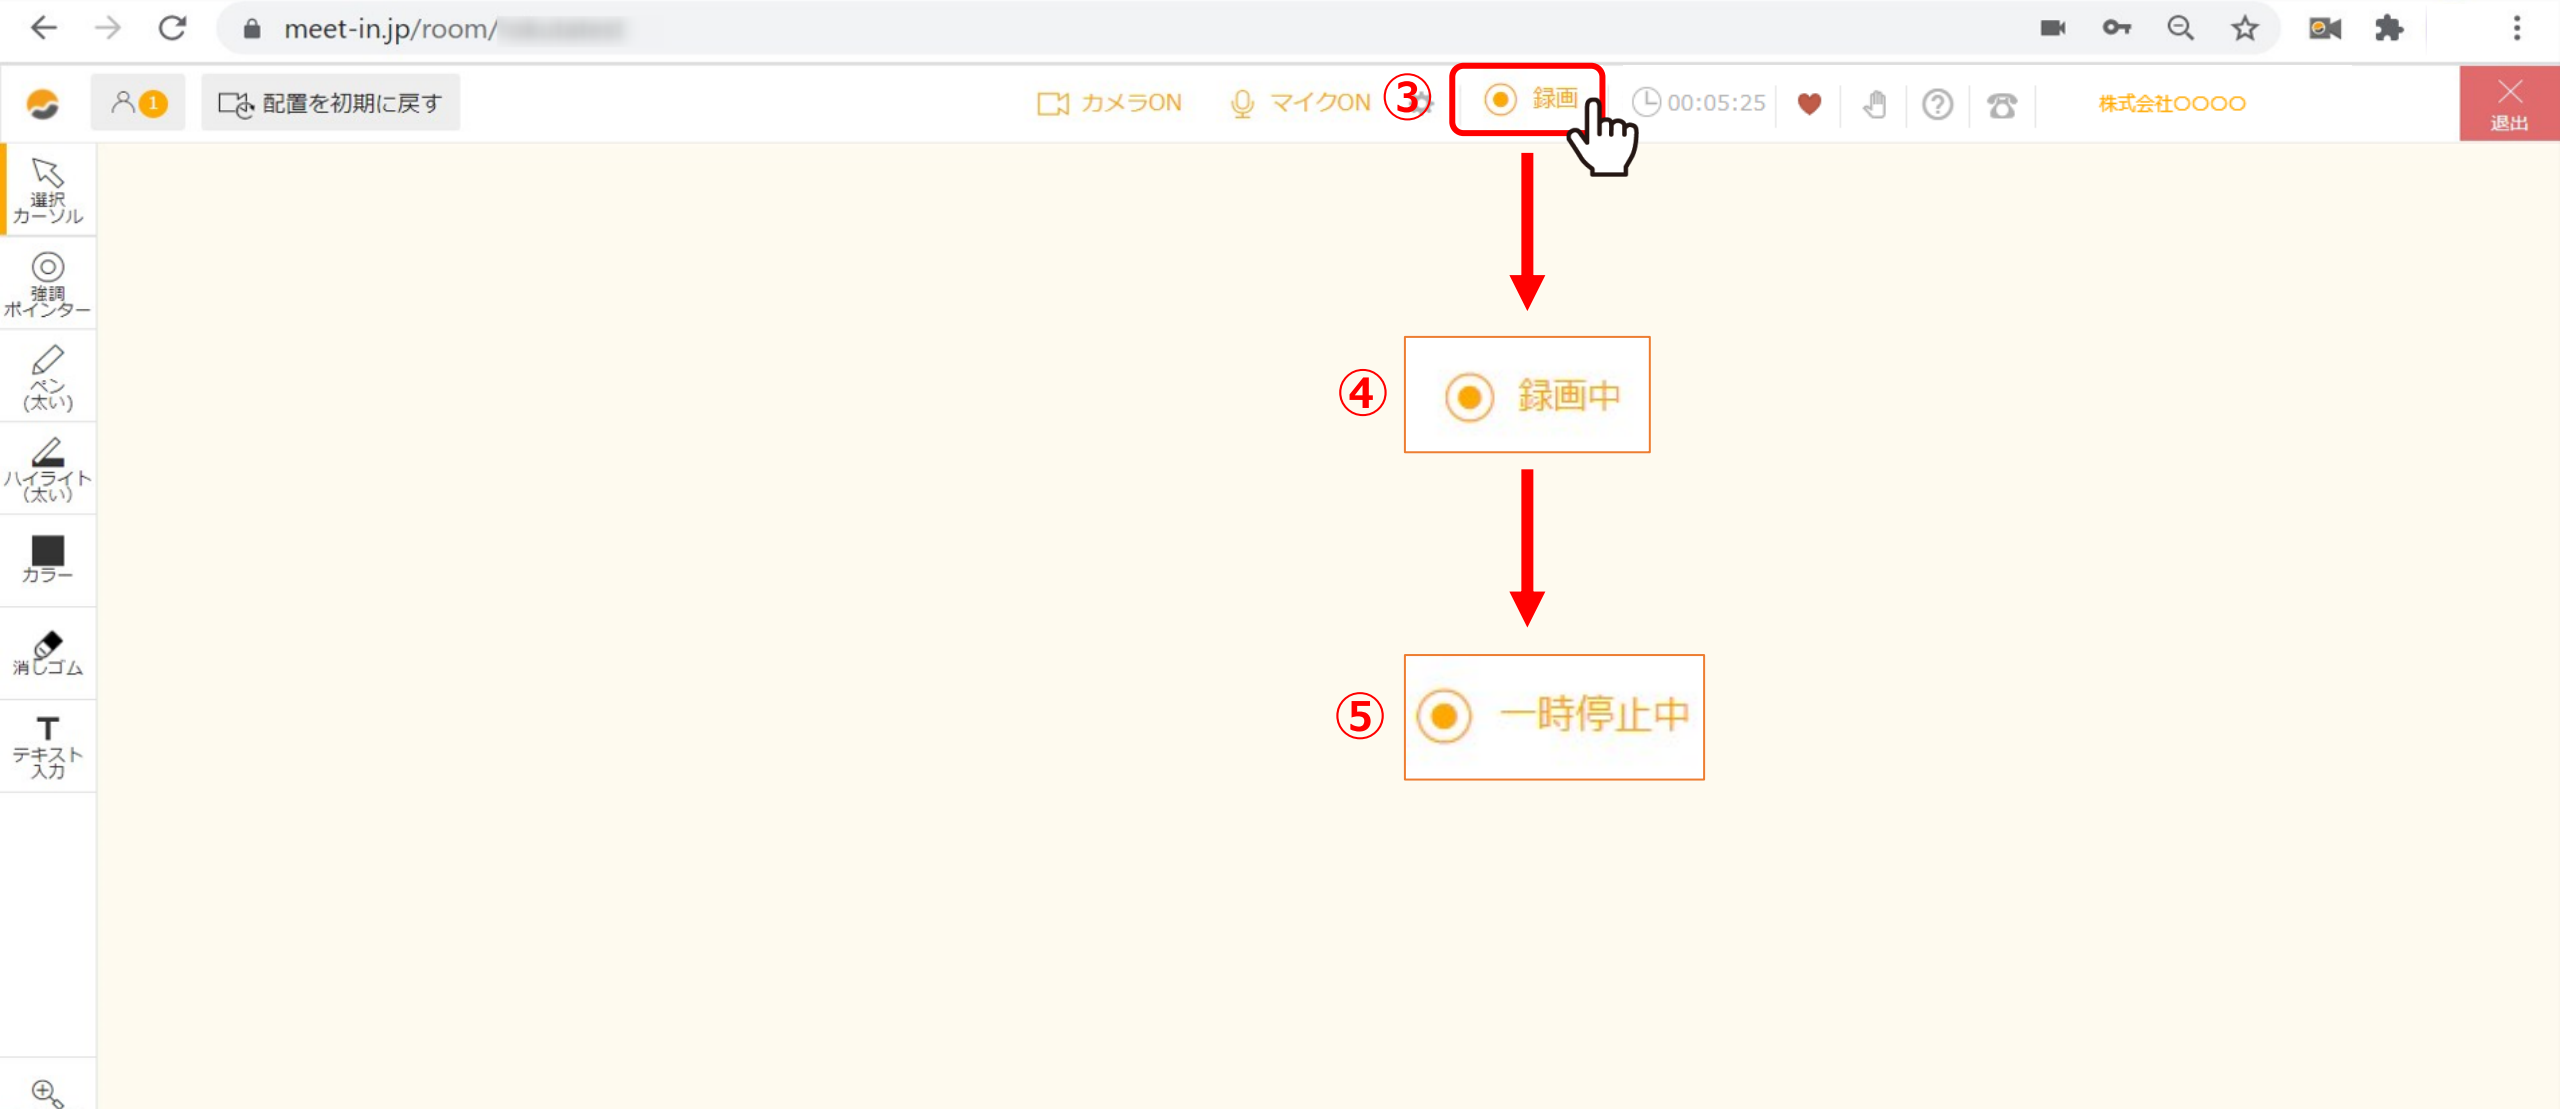 meet-in.jp/room/
1
配置を初期に戻す
カメラON
マイクON
③
録画
00:05:25
株式会社○○○○
退出
選択
カーソル
強調
ポインター
ペン
(太い)
ハイライト
(太い)
カラー
消しゴム
T
テキスト
入力
④
録画中
⑤
一時停止中